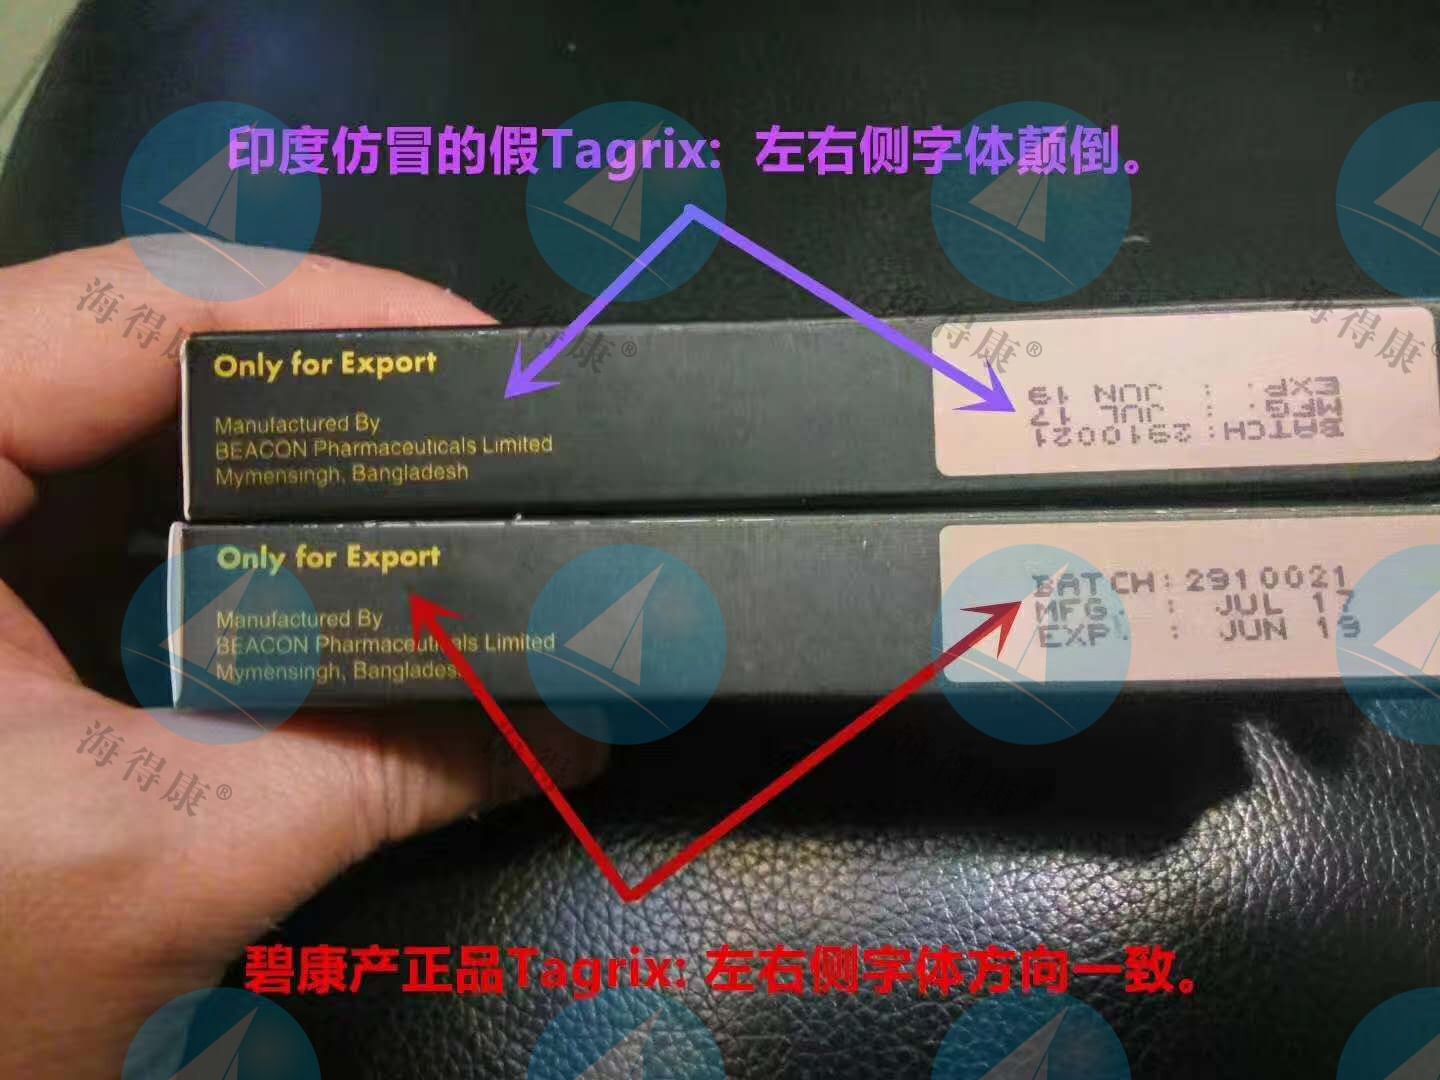 印度仿冒的假Tagrix: 左右侧字体颠倒。
海得康®
海得康®
海得康®
海得康®
Only for Export
Manufactured By
BEACON Pharmaceuticals Limited
Mymensingh, Bangladesh
BATCH: 2910021
MFG. : JUL 17
EXP. : JUN 19
Only for Export
Manufactured By
BEACON Pharmaceuticals Limited
Mymensingh, Bangladesh
BATCH: 2910021
MFG. : JUL 17
EXP. : JUN 19
海得康®
碧康产正品Tagrix: 左右侧字体方向一致。